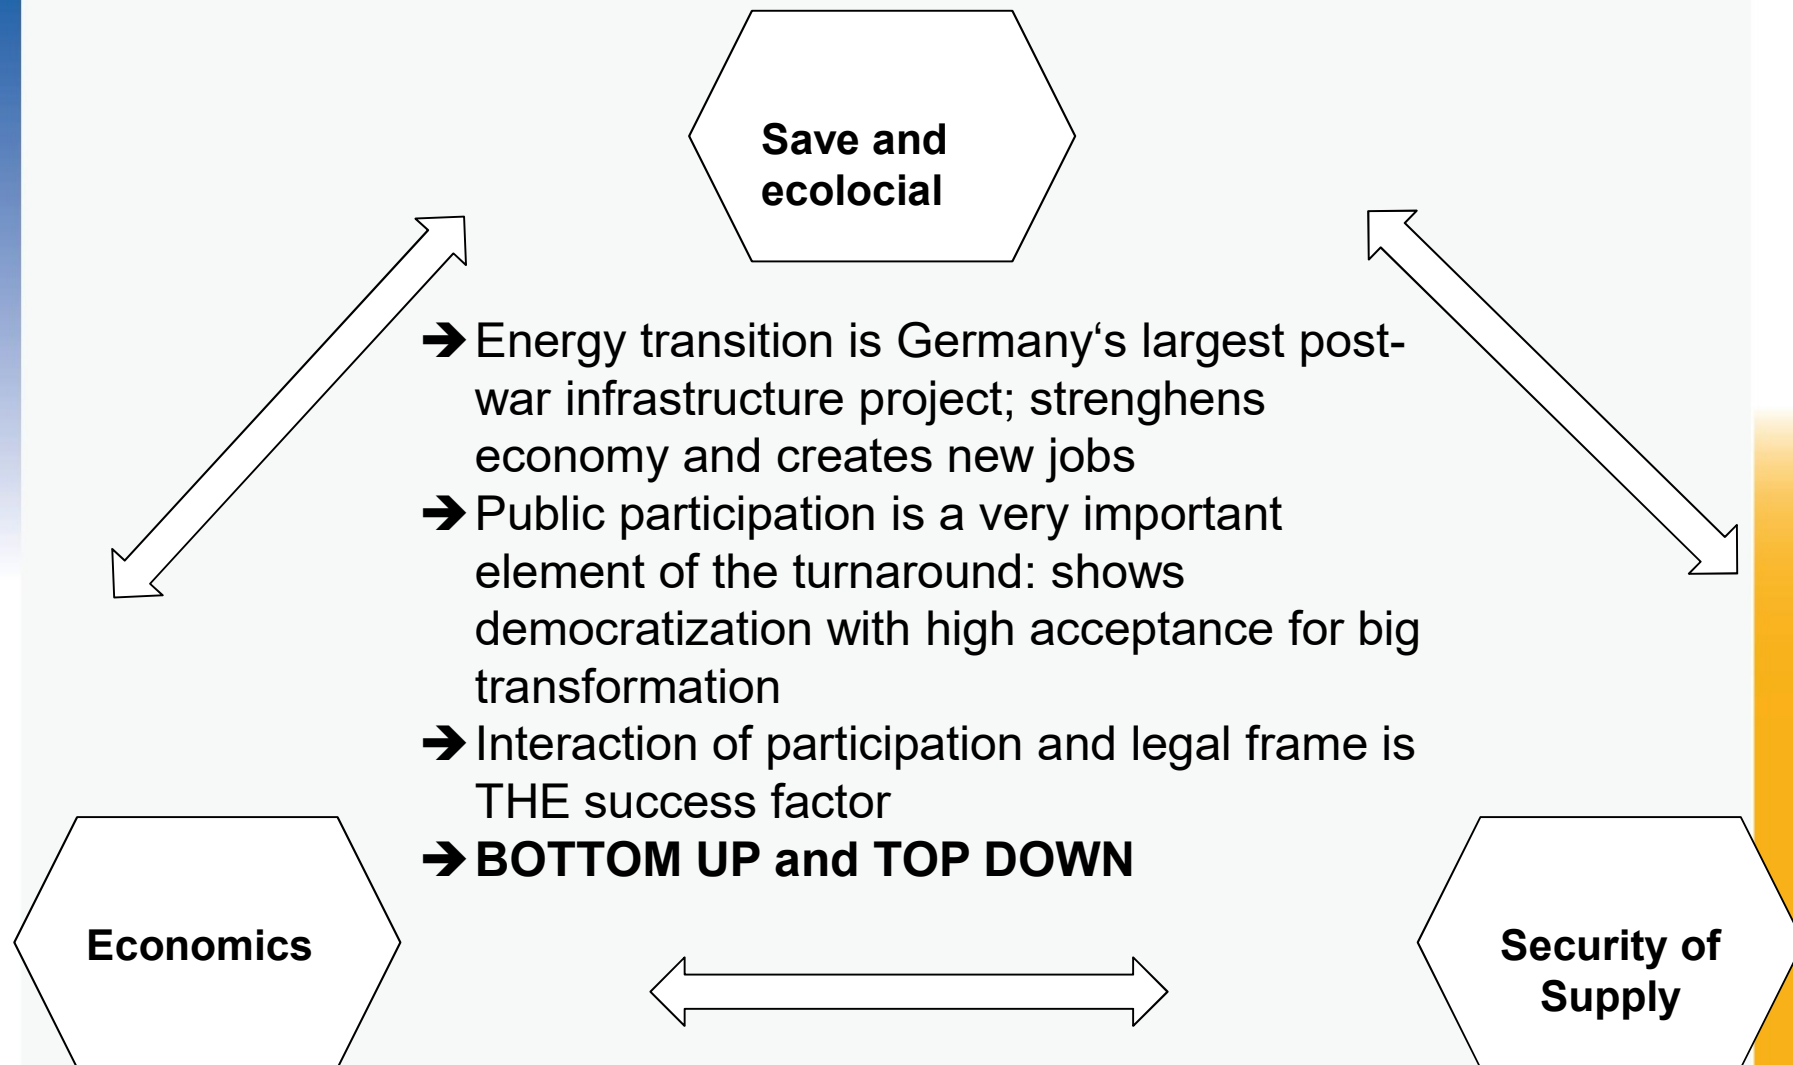 Save and
ecolocial
➔ Energy transition is Germany‘s largest post-
war infrastructure project; strenghens
economy and creates new jobs
➔ Public participation is a very important
element of the turnaround: shows
democratization with high acceptance for big
transformation
➔ Interaction of participation and legal frame is
THE success factor
➔ BOTTOM UP and TOP DOWN
Economics
Security of
Supply